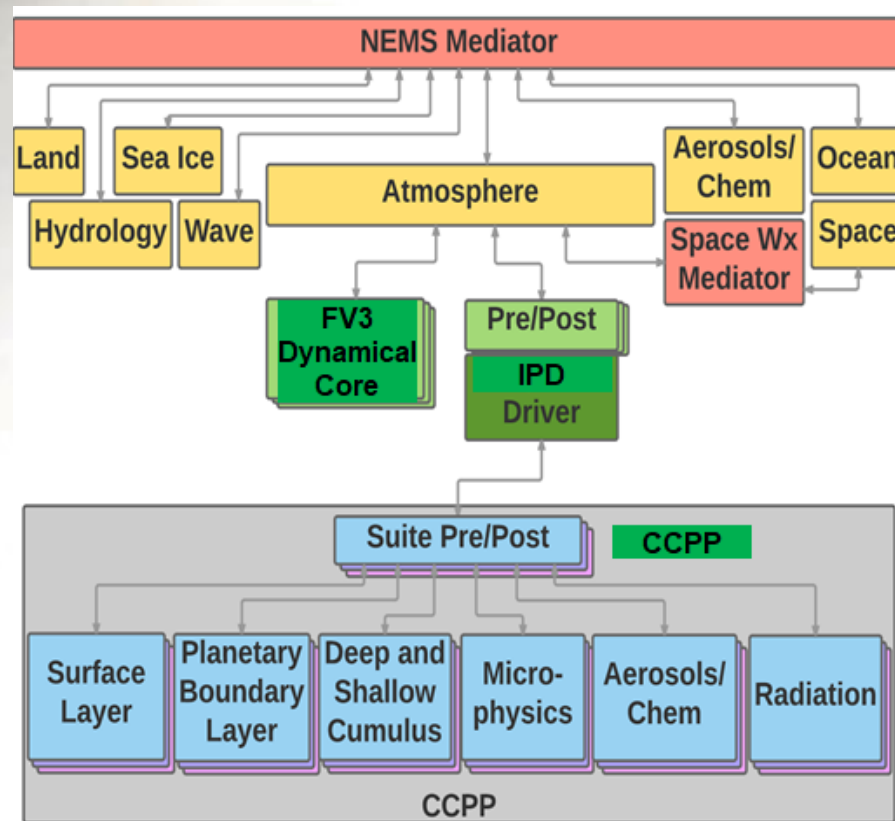 NEMS Mediator
Land
Sea Ice
Hydrology
Wave
Atmosphere
Aerosols/
Chem
Ocean
Space Wx
Mediator
Space
FV3
Dynamical
Core
Pre/Post
IPD
Driver
Suite Pre/Post
CCPP
Surface
Layer
Planetary
Boundary
Layer
Deep and
Shallow
Cumulus
Micro-
physics
Aerosols/
Chem
Radiation
CCPP